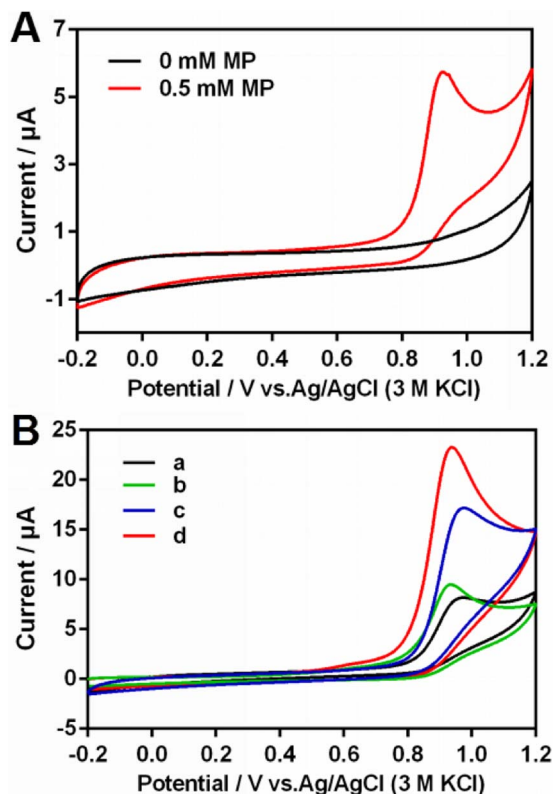 A
7
0 mM MP
0.5 mM MP
5
3
1
-1
Current / µA
-0.2 0.0 0.2 0.4 0.6 0.8 1.0 1.2
Potential / V vs.Ag/AgCl (3 M KCl)
B
25
a
b
c
d
20
15
10
5
0
-5
Current / µA
-0.2 0.0 0.2 0.4 0.6 0.8 1.0 1.2
Potential / V vs.Ag/AgCl (3 M KCl)